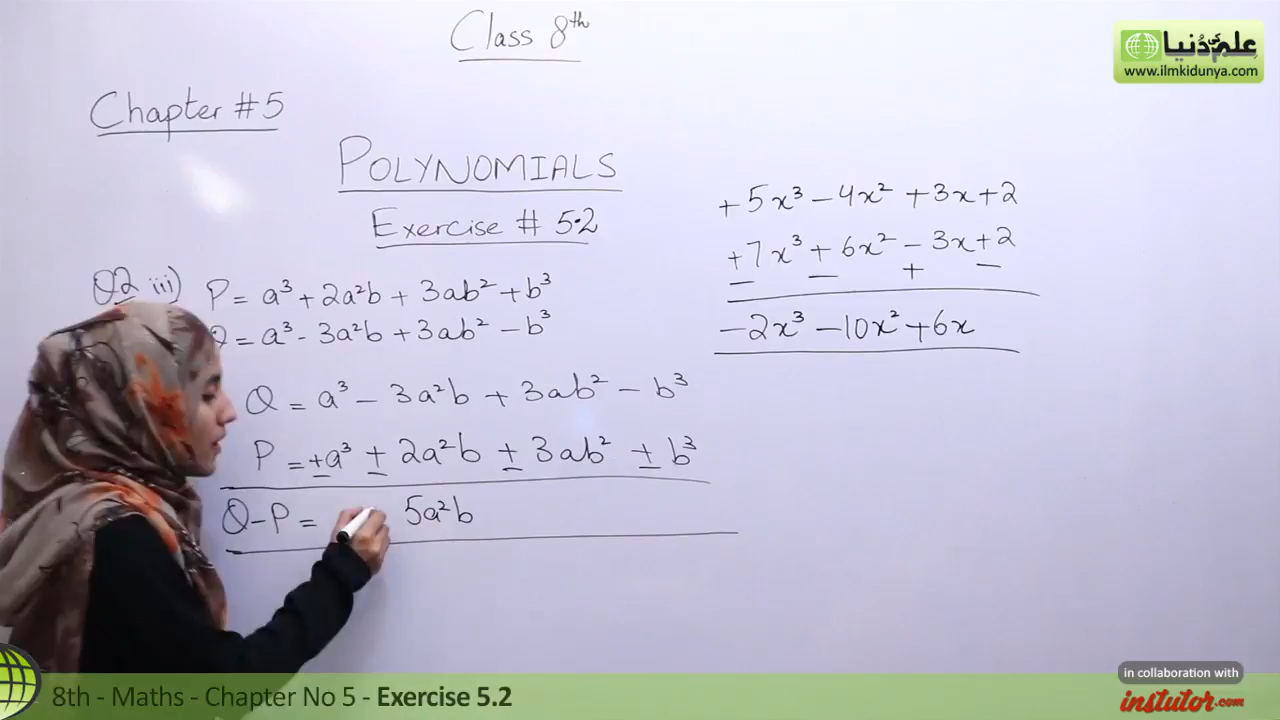 Class 8th
علم کی دُنیا
www.ilmkidunya.com
Chapter #5
POLYNOMIALS
Exercise # 5.2
Q2 iii) P = a³ + 2a²b + 3ab² + b³
Q = a³ - 3a²b + 3ab² - b³
Q = a³ - 3a²b + 3ab² - b³
P = +a³ + 2a²b + 3ab² + b³
- - - -
Q-P = 5a²b
+5x³ - 4x² + 3x + 2
+7x³ + 6x² - 3x + 2
- - + -
-2x³ - 10x² + 6x
8th - Maths - Chapter No 5 - Exercise 5.2
in collaboration with
instutor.com